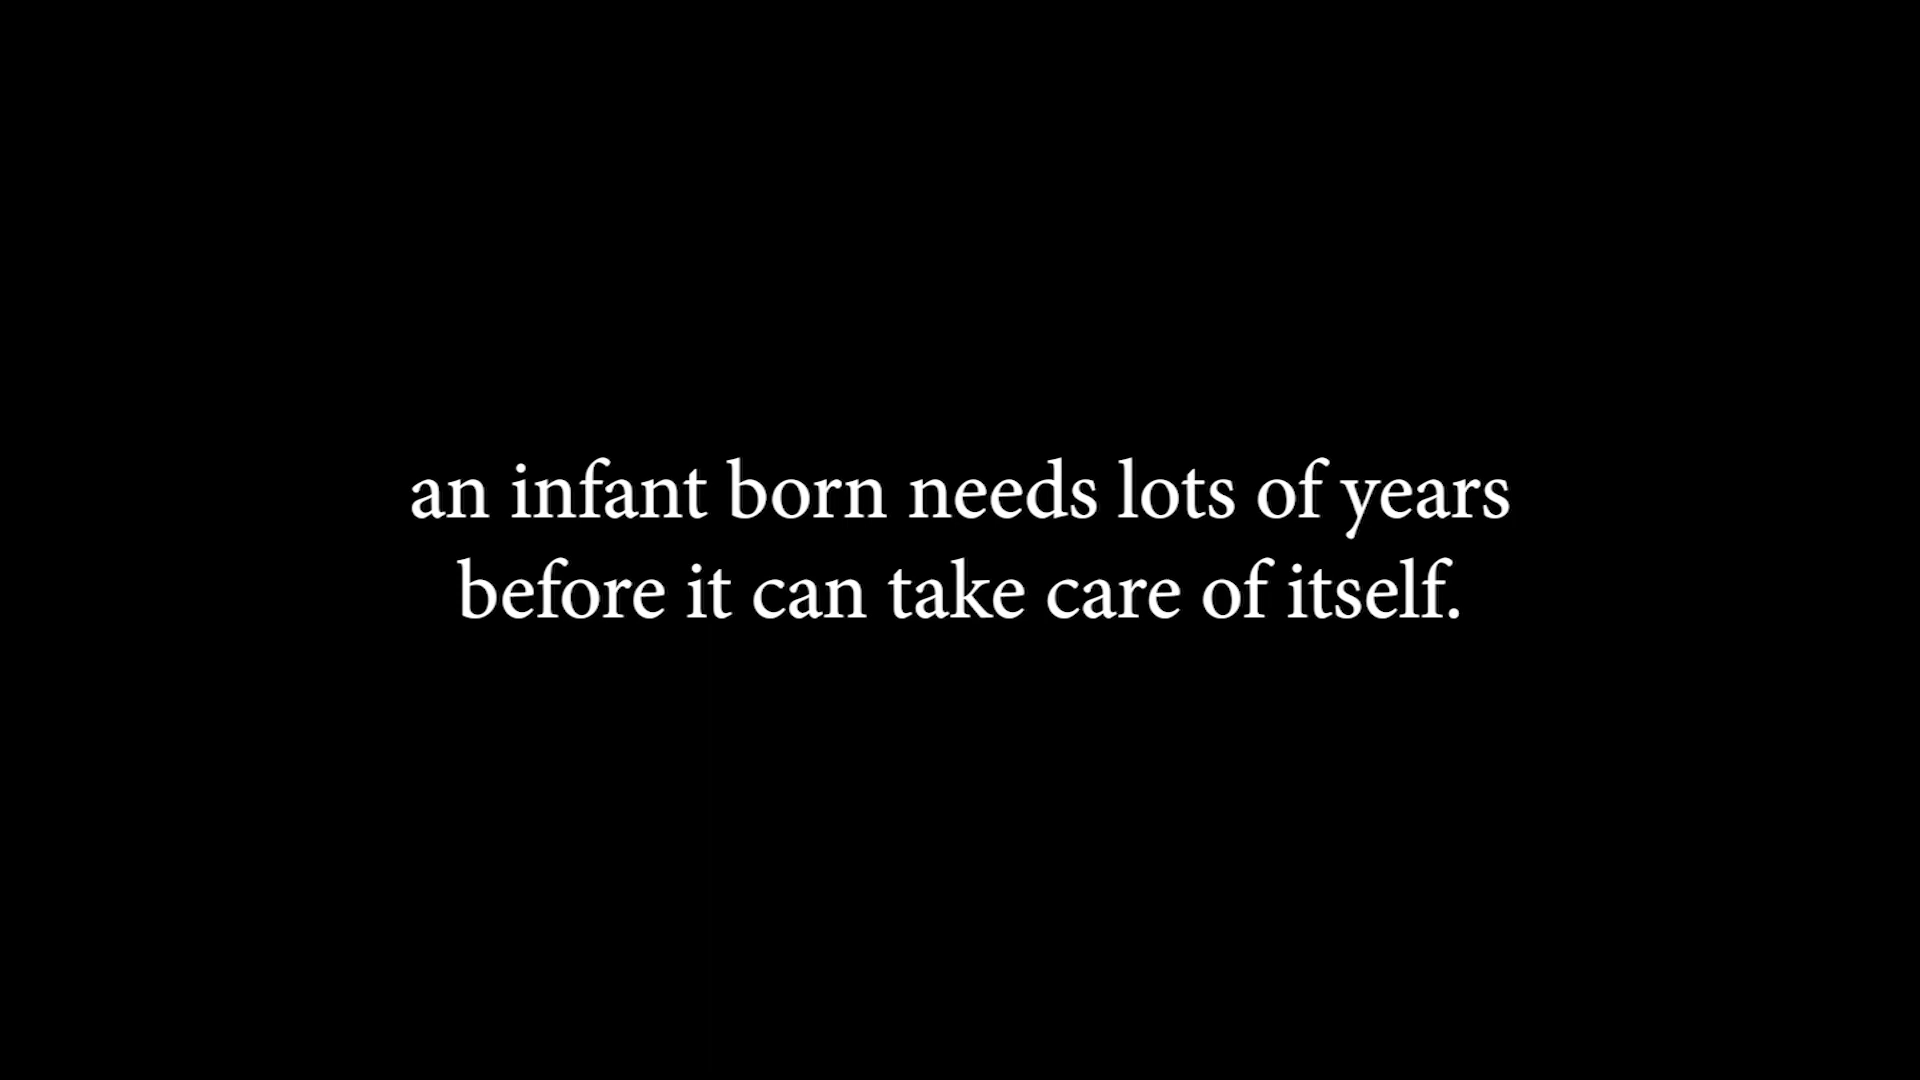 an infant born needs lots of years
before it can take care of itself.